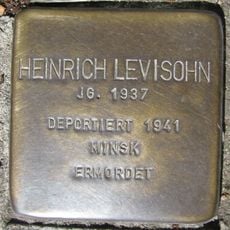 HEINRICH LEVISOHN
JG. 1937
DEPORTIERT 1941
MINSK
ERMORDET